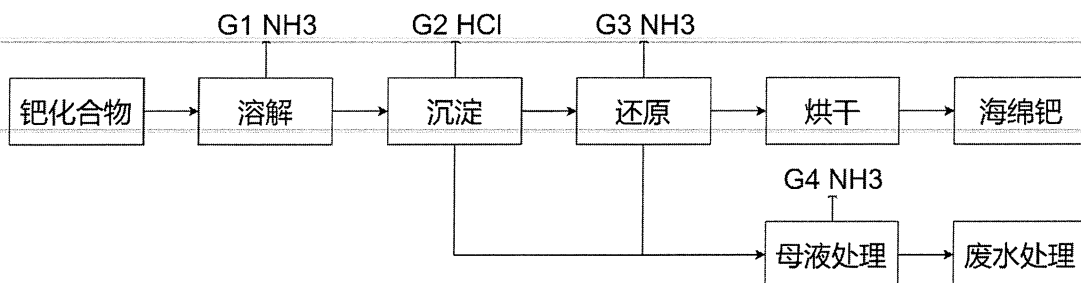 G1 NH3
G2 HCl
G3 NH3
钯化合物
溶解
沉淀
还原
烘干
海绵钯
G4 NH3
母液处理
废水处理